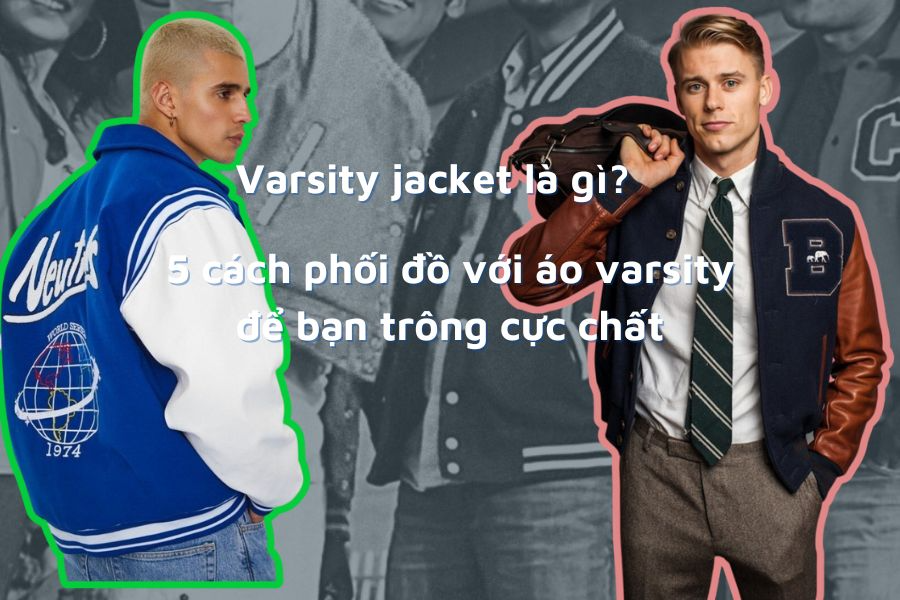 Varsity jacket là gì?
5 cách phối đồ với áo varsity
để bạn trông cực chất
WORLD SERIES
1974
B
C